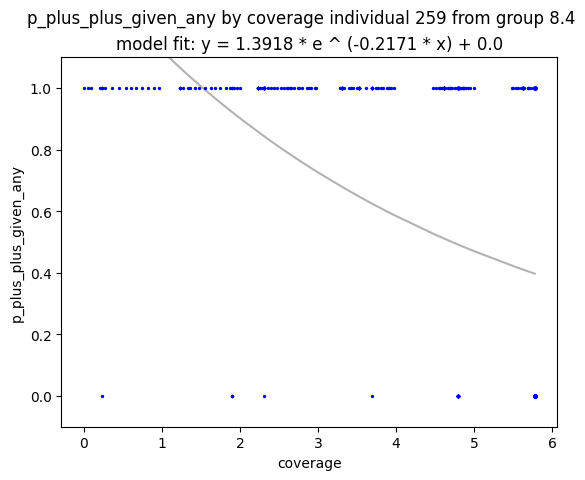 p_plus_plus_given_any by coverage individual 259 from group 8.4
model fit: y = 1.3918 * e ^ (-0.2171 * x) + 0.0
1.0
0.8
0.6
0.4
0.2
0.0
p_plus_plus_given_any
0 1 2 3 4 5 6
coverage